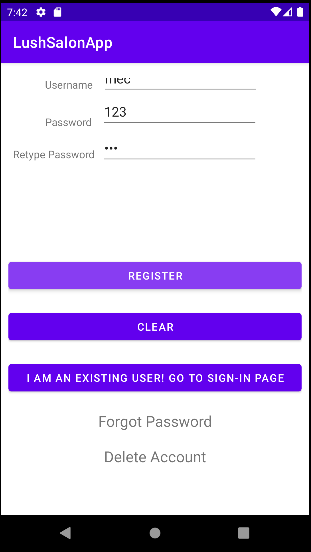 7:42
LushSalonApp
Username
Password 123
Retype Password •••
REGISTER
CLEAR
I AM AN EXISTING USER! GO TO SIGN-IN PAGE
Forgot Password
Delete Account